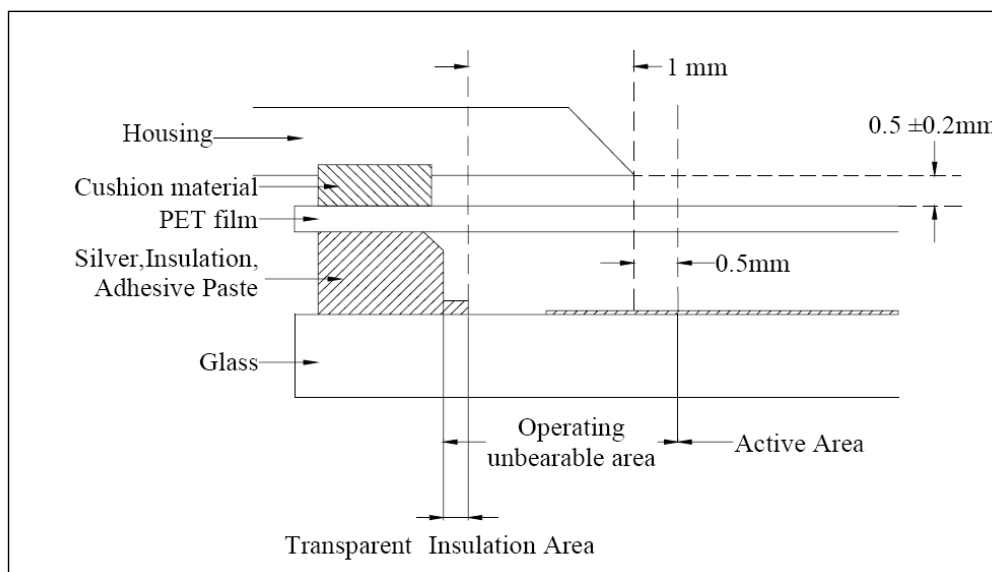 1 mm
Housing
0.5 ±0.2mm
Cushion material
PET film
Silver,Insulation,
Adhesive Paste
0.5mm
Glass
Operating
unbearable area
Active Area
Transparent Insulation Area